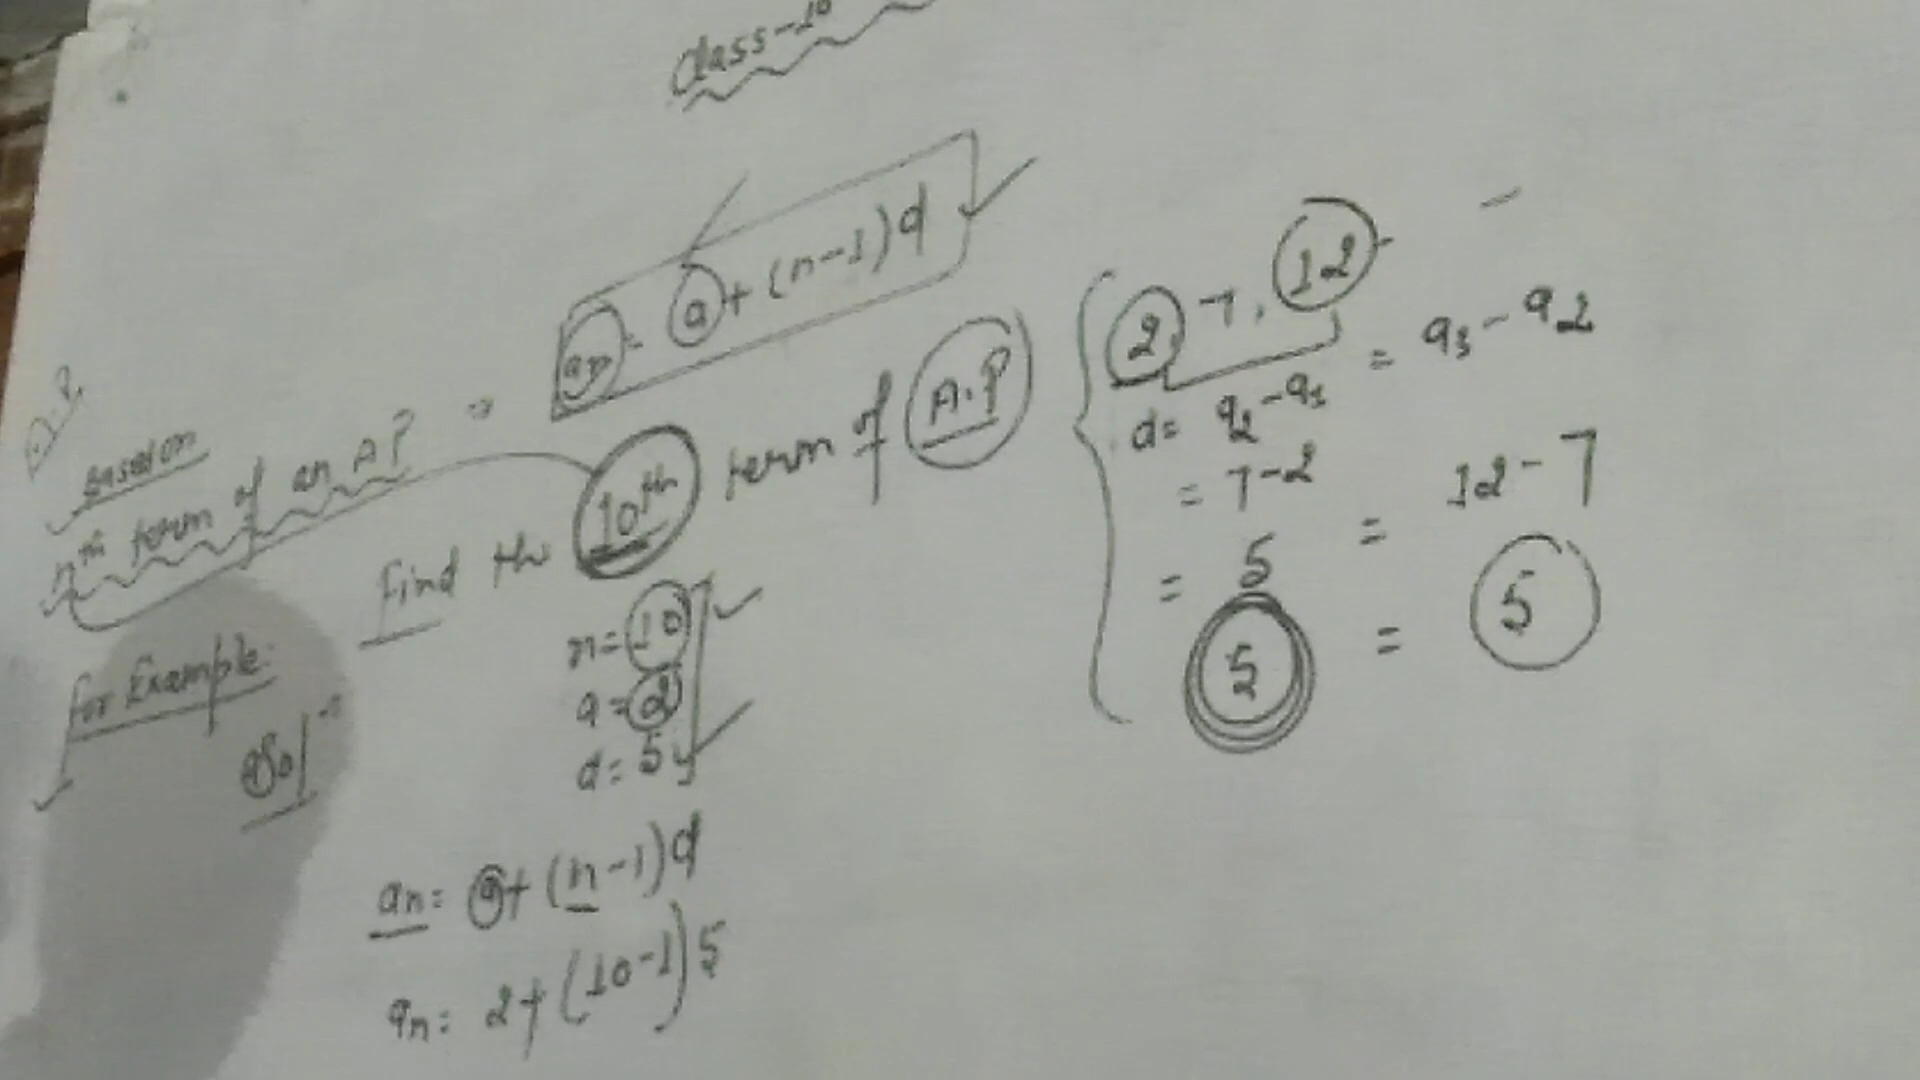 class-10
Based on
nth term of an AP ⇒ an = a + (n-1)d
For Example: Find the 10th term of A.P { 2, 7, 12 - -
Sol ⇒
n = 10
a = 2
d = 5
an = a + (n-1)d
an = 2 + (10-1)5
d = a2 - a1 = a3 - a2
= 7-2 = 12-7
= 5
5 = 5